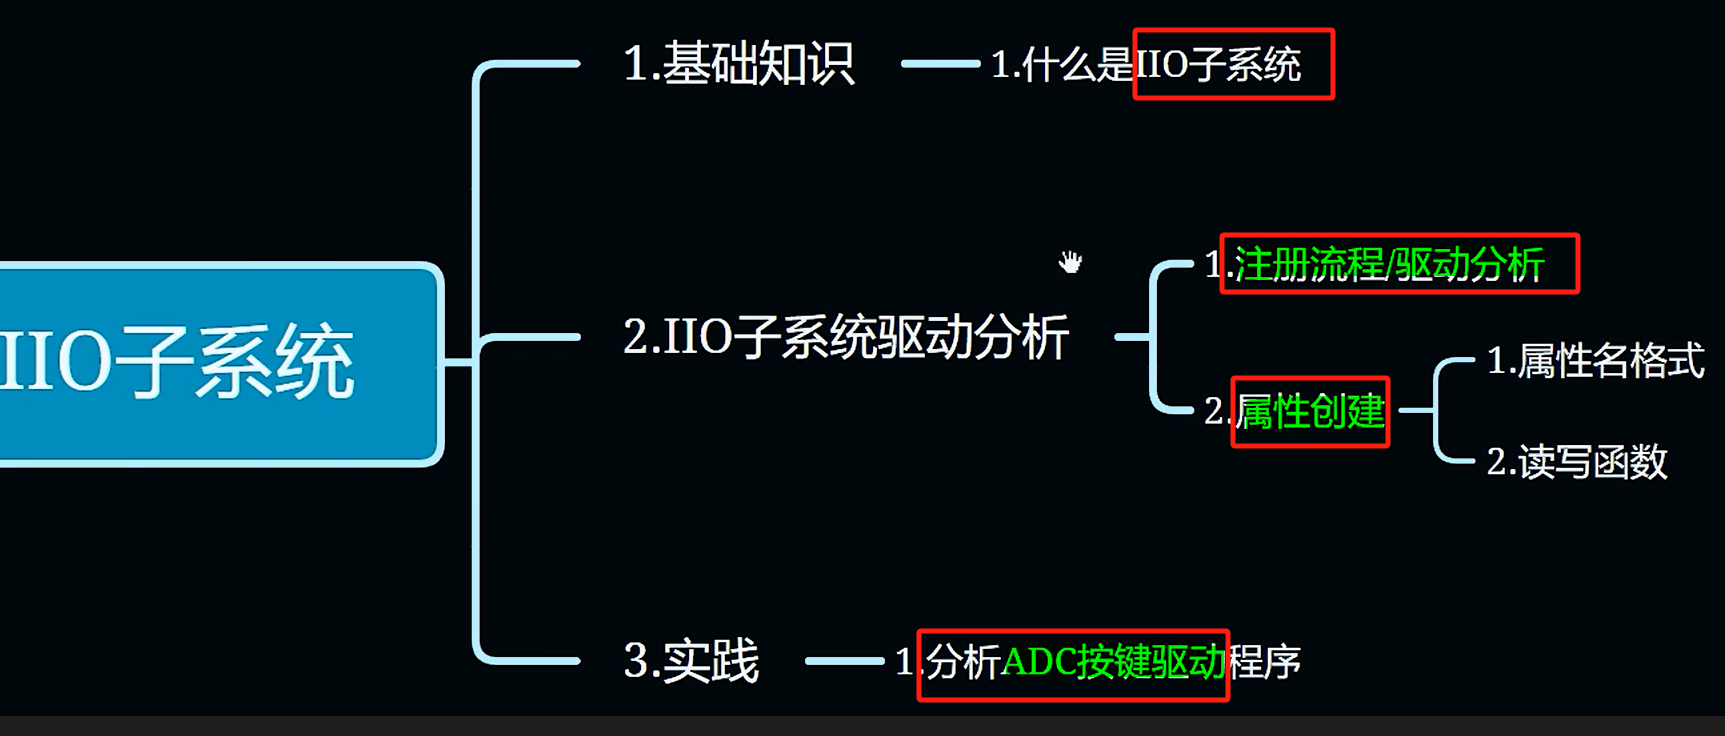 IIO子系统
1.基础知识
1.什么是IIO子系统
2.IIO子系统驱动分析
1.注册流程/驱动分析
2.属性创建
1.属性名格式
2.读写函数
3.实践
1.分析ADC按键驱动程序